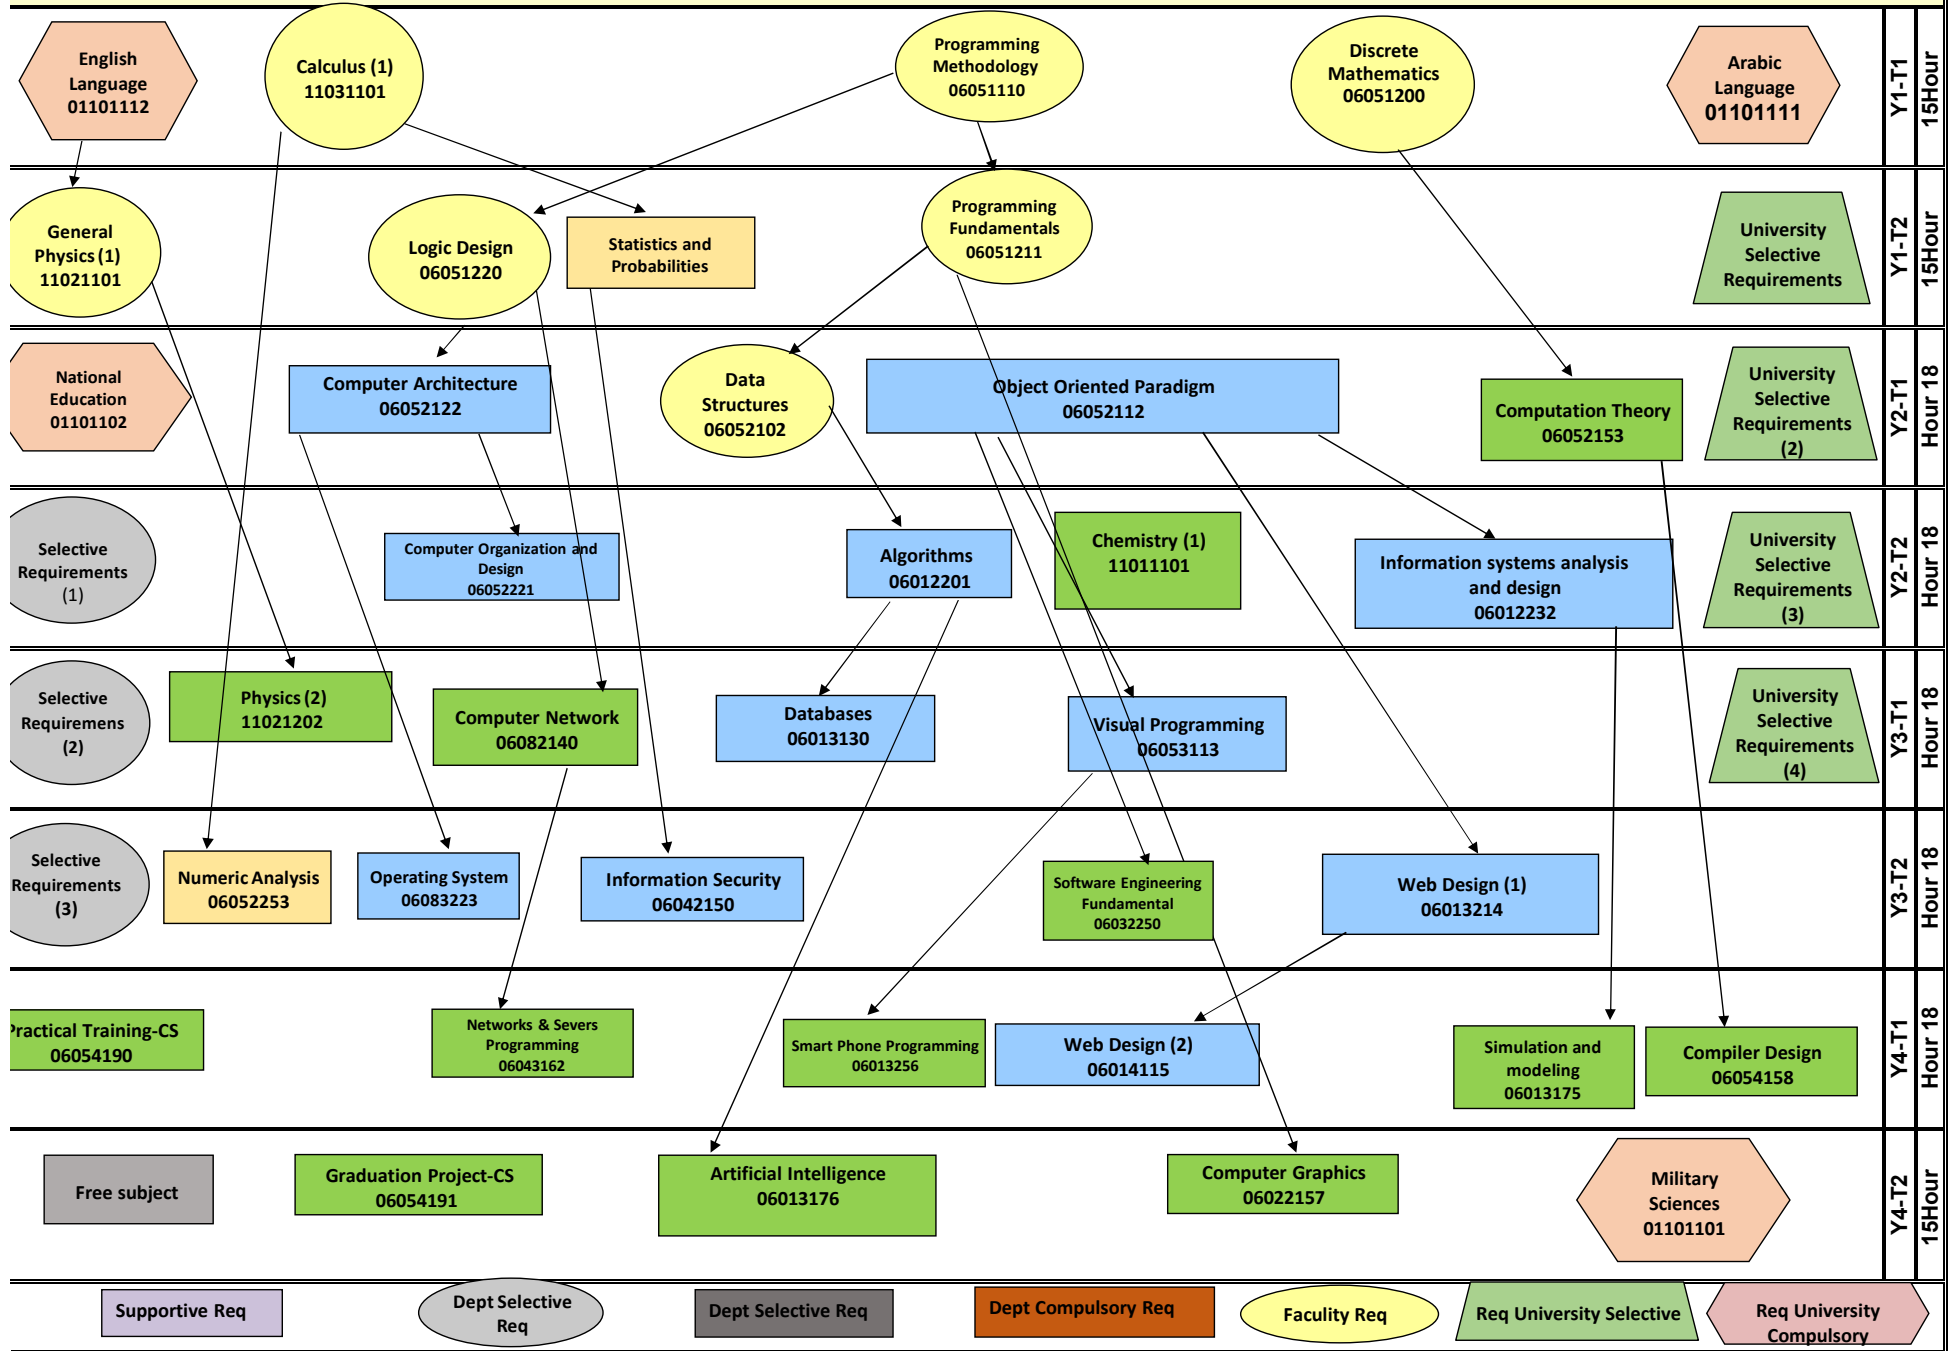 English
Language
01101112
Calculus (1)
11031101
Programming
Methodology
06051110
Discrete
Mathematics
06051200
Arabic
Language
01101111
Y1-T1
15Hour
General
Physics (1)
11021101
Logic Design
06051220
Statistics and
Probabilities
Programming
Fundamentals
06051211
University
Selective
Requirements
Y1-T2
15Hour
National
Education
01101102
Computer Architecture
06052122
Data
Structures
06052102
Object Oriented Paradigm
06052112
Computation Theory
06052153
University
Selective
Requirements
(2)
Y2-T1
Hour 18
Selective
Requirements
(1)
Computer Organization and
Design
06052221
Algorithms
06012201
Chemistry (1)
11011101
Information systems analysis
and design
06012232
University
Selective
Requirements
(3)
Y2-T2
Hour 18
Selective
Requiremens
(2)
Physics (2)
11021202
Computer Network
06082140
Databases
06013130
Visual Programming
06053113
University
Selective
Requirements
(4)
Y3-T1
Hour 18
Selective
Requirements
(3)
Numeric Analysis
06052253
Operating System
06083223
Information Security
06042150
Software Engineering
Fundamental
06032250
Web Design (1)
06013214
Y3-T2
Hour 18
Practical Training-CS
06054190
Networks & Severs
Programming
06043162
Smart Phone Programming
06013256
Web Design (2)
06014115
Simulation and
modeling
06013175
Compiler Design
06054158
Y4-T1
Hour 18
Free subject
Graduation Project-CS
06054191
Artificial Intelligence
06013176
Computer Graphics
06022157
Military
Sciences
01101101
Y4-T2
15Hour
Supportive Req
Dept Selective
Req
Dept Selective Req
Dept Compulsory Req
Faculity Req
Req University Selective
Req University
Compulsory